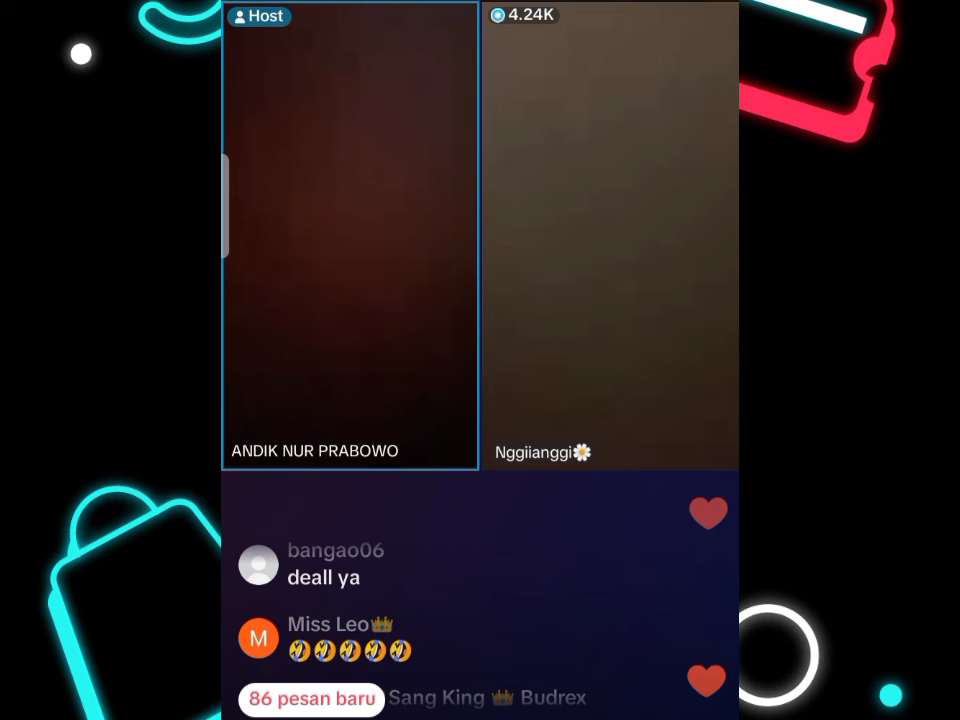 Host
4.24K
ANDIK NUR PRABOWO
Nggiianggi🌼
bangao06
deall ya
Miss Leo👑
M
🤣🤣🤣🤣🤣
86 pesan baru
Sang King 👑 Budrex